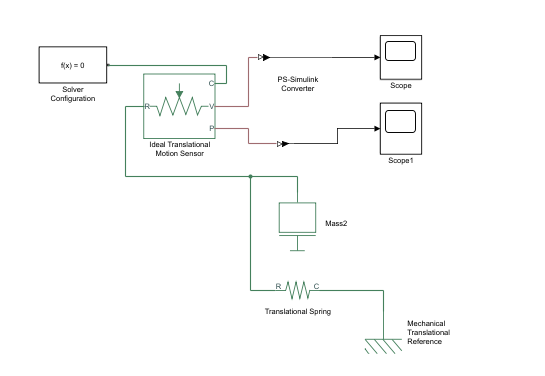 f(x) = 0
Solver
Configuration
C
R
V
P
Ideal Translational
Motion Sensor
PS-Simulink
Converter
Scope
Scope1
Mass2
R
C
Translational Spring
Mechanical
Translational
Reference